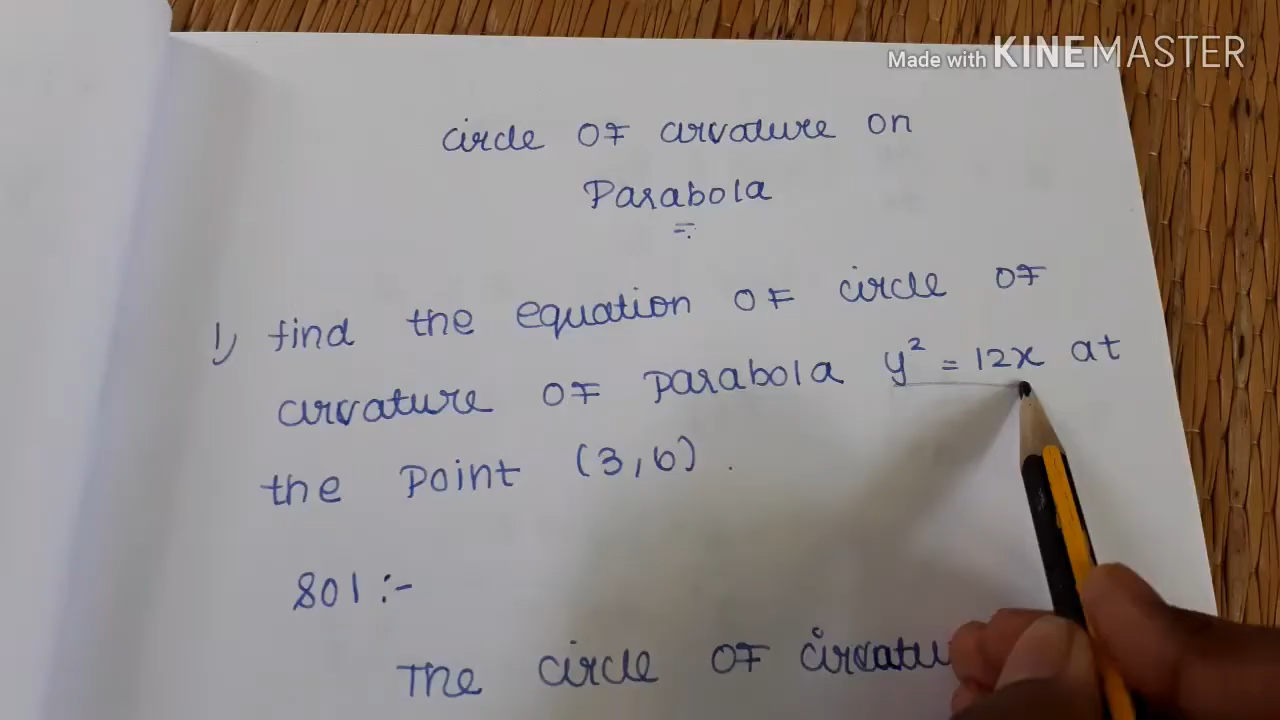 Made with KINEMASTER
circle OF curvature on
Parabola
1) find the equation OF circle OF
curvature OF parabola y² = 12x at
the Point (3,6).
Sol :-
The circle OF